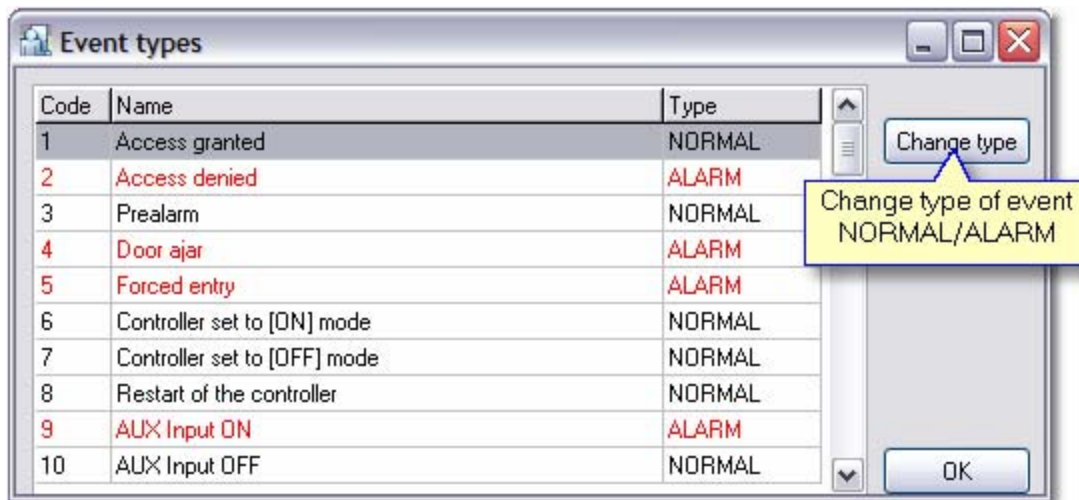 Event types
Code Name Type
1 Access granted NORMAL
Change type
2 Access denied ALARM
3 Prealarm NORMAL
Change type of event
NORMAL/ALARM
4 Door ajar ALARM
5 Forced entry ALARM
6 Controller set to [ON] mode NORMAL
7 Controller set to [OFF] mode NORMAL
8 Restart of the controller NORMAL
9 AUX Input ON ALARM
10 AUX Input OFF NORMAL
OK